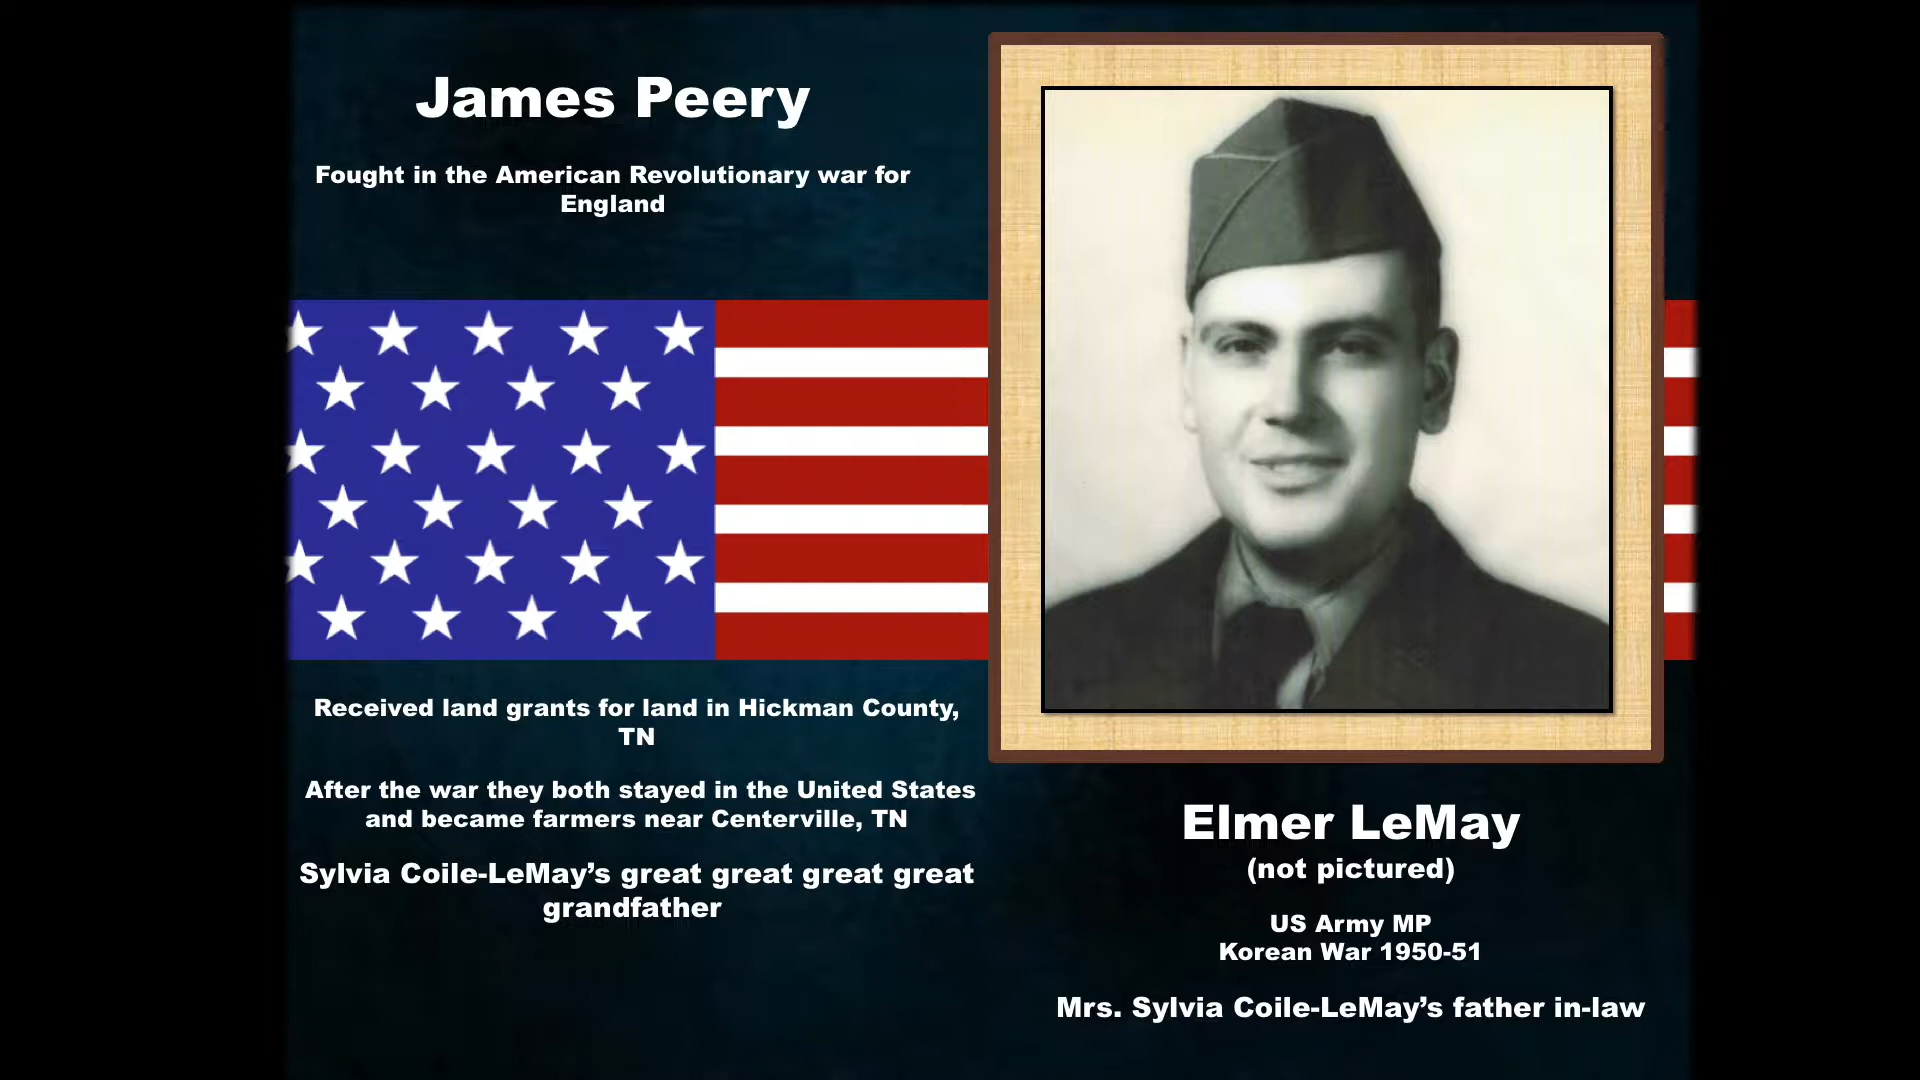 James Peery
Fought in the American Revolutionary war for
England
Received land grants for land in Hickman County,
TN
After the war they both stayed in the United States
and became farmers near Centerville, TN
Sylvia Coile-LeMay’s great great great great
grandfather
Elmer LeMay
(not pictured)
US Army MP
Korean War 1950-51
Mrs. Sylvia Coile-LeMay’s father in-law